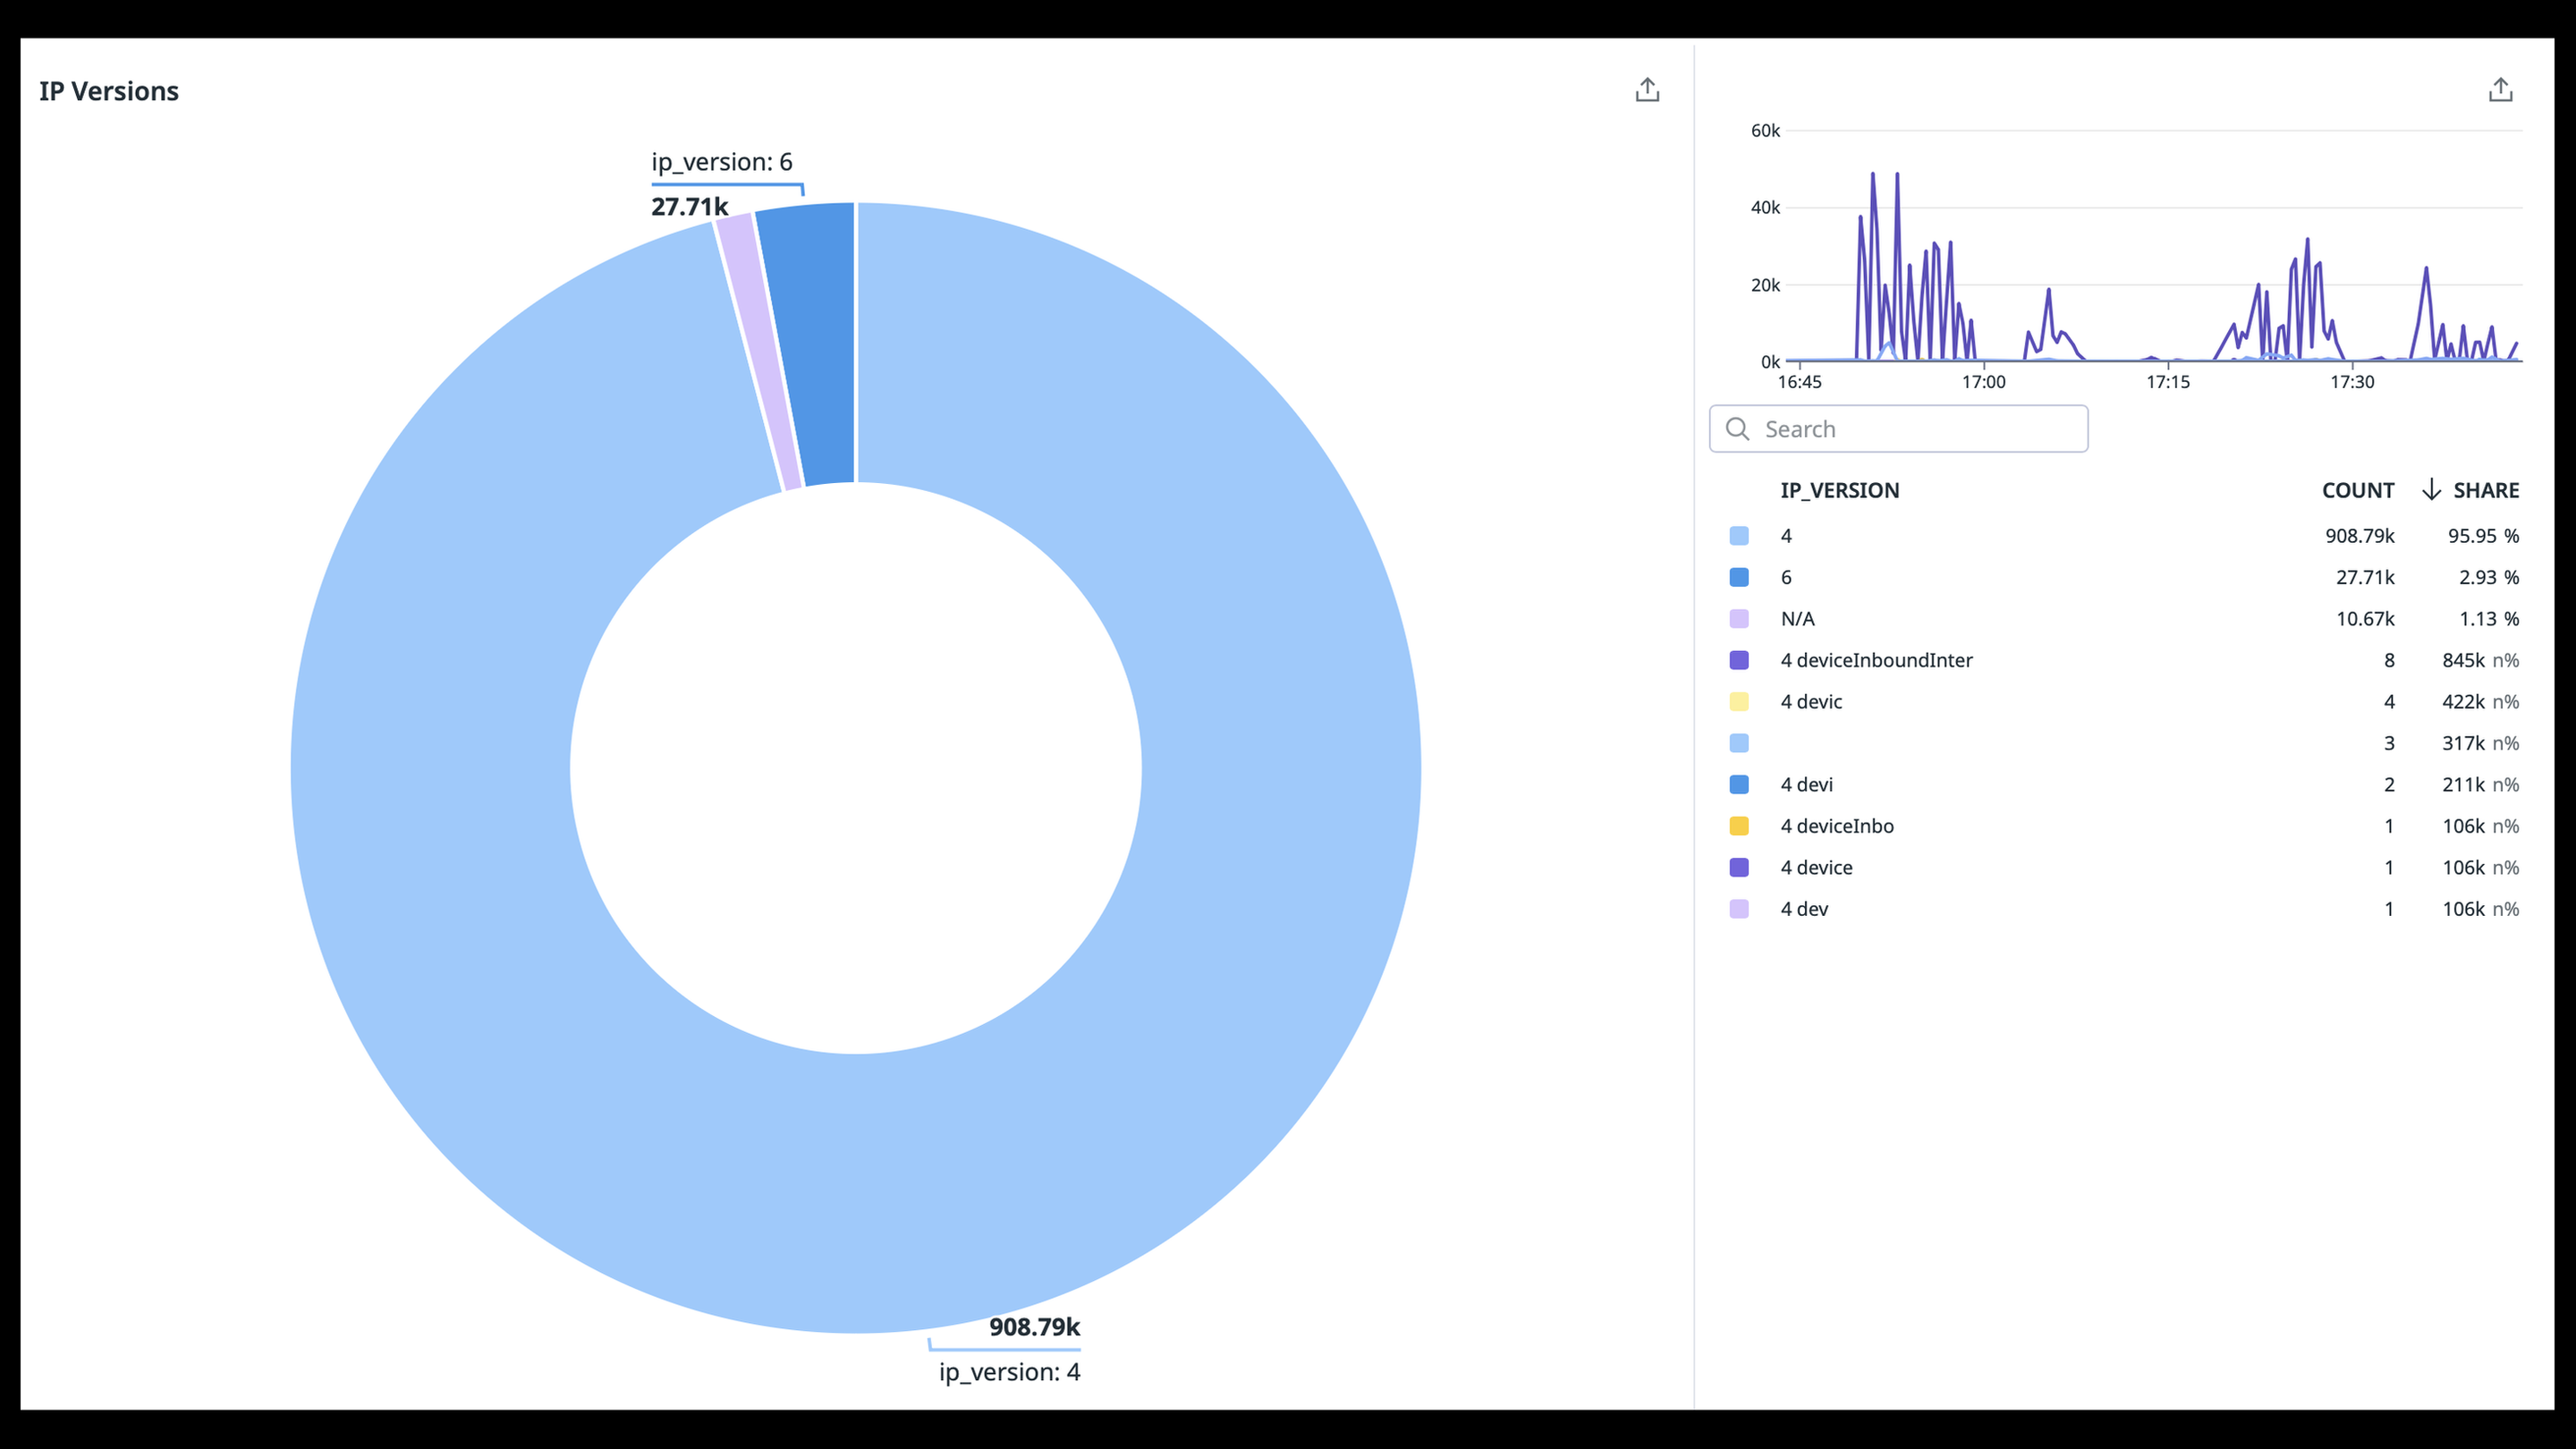 IP Versions
ip_version: 6
27.71k
908.79k
ip_version: 4
60k
40k
20k
0k
16:45 17:00 17:15 17:30
Search
IP_VERSION COUNT SHARE
4 908.79k 95.95 %
6 27.71k 2.93 %
N/A 10.67k 1.13 %
4 deviceInboundInter 8 845k n%
4 devic 4 422k n%
3 317k n%
4 devi 2 211k n%
4 deviceInbo 1 106k n%
4 device 1 106k n%
4 dev 1 106k n%